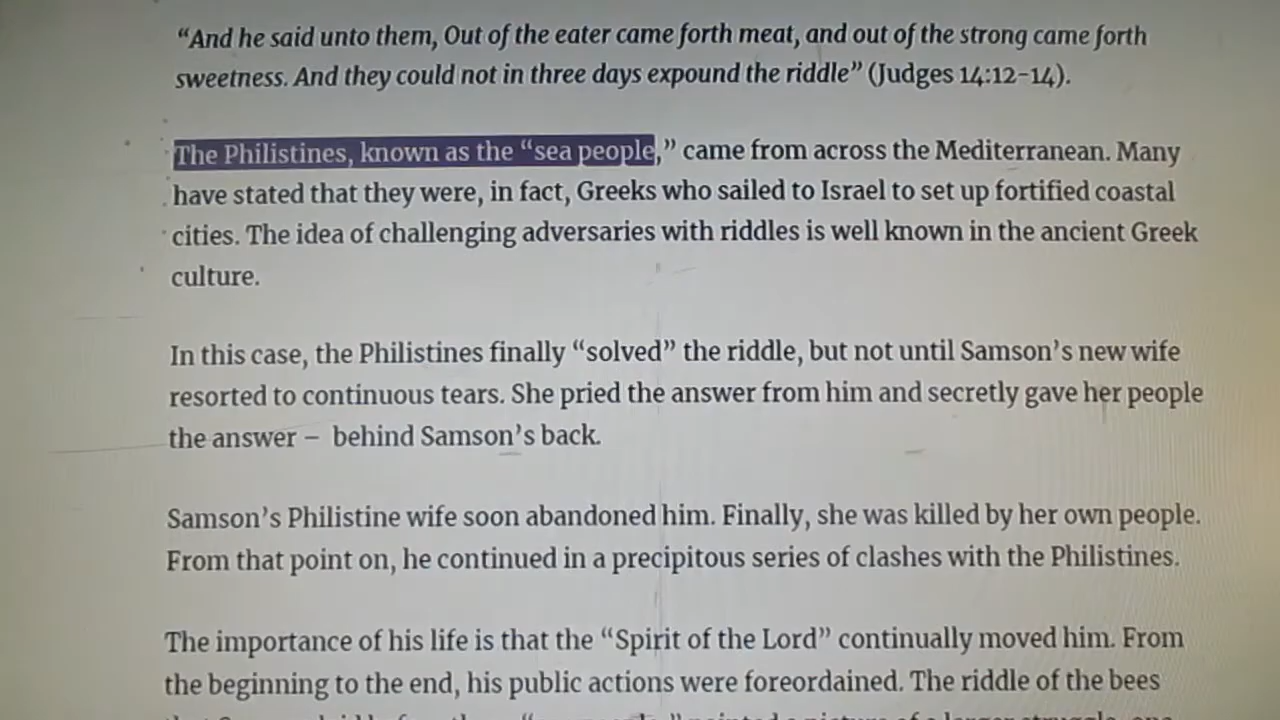 “And he said unto them, Out of the eater came forth meat, and out of the strong came forth
sweetness. And they could not in three days expound the riddle” (Judges 14:12-14).
The Philistines, known as the “sea people,” came from across the Mediterranean. Many
have stated that they were, in fact, Greeks who sailed to Israel to set up fortified coastal
cities. The idea of challenging adversaries with riddles is well known in the ancient Greek
culture.
In this case, the Philistines finally “solved” the riddle, but not until Samson’s new wife
resorted to continuous tears. She pried the answer from him and secretly gave her people
the answer – behind Samson’s back.
Samson’s Philistine wife soon abandoned him. Finally, she was killed by her own people.
From that point on, he continued in a precipitous series of clashes with the Philistines.
The importance of his life is that the “Spirit of the Lord” continually moved him. From
the beginning to the end, his public actions were foreordained. The riddle of the bees